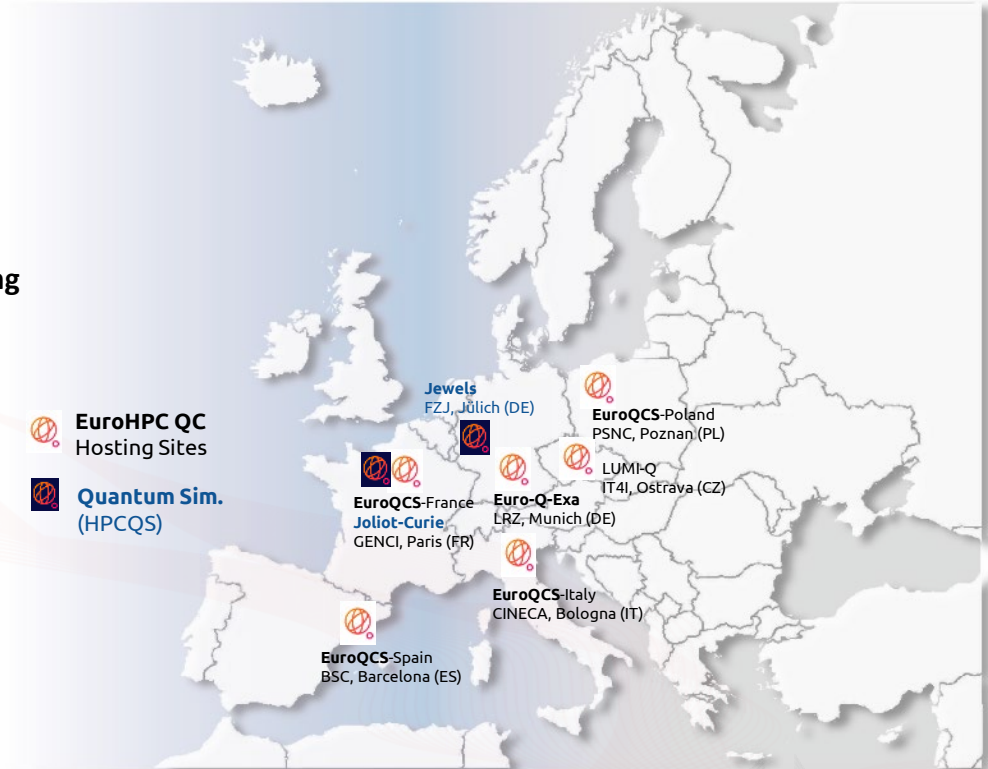 ng
EuroHPC QC
Hosting Sites
Quantum Sim.
(HPCQS)
Jewels
FZJ, Jülich (DE)
EuroQCS-Poland
PSNC, Poznan (PL)
LUMI-Q
IT4I, Ostrava (CZ)
EuroQCS-France
Joliot-Curie
GENCI, Paris (FR)
Euro-Q-Exa
LRZ, Munich (DE)
EuroQCS-Italy
CINECA, Bologna (IT)
EuroQCS-Spain
BSC, Barcelona (ES)